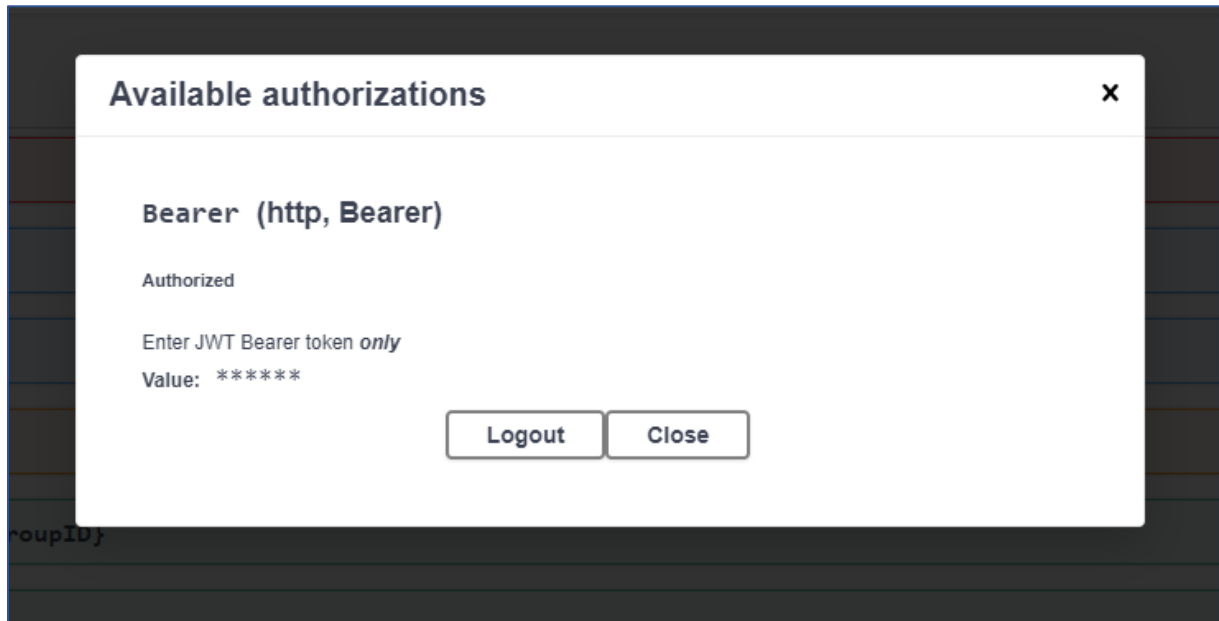 Available authorizations
×
Bearer (http, Bearer)
Authorized
Enter JWT Bearer token only
Value: ******
Logout Close
roupID}